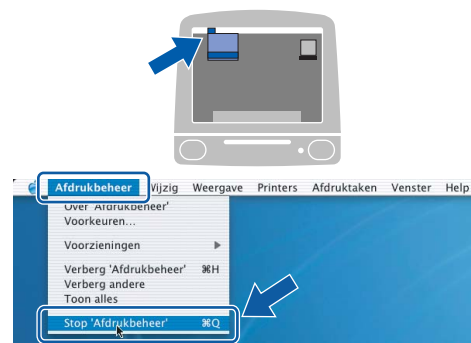 Afdrukbeheer Wijzig Weergave Printers Afdruktaken Venster Help
Over 'Afdrukbeheer'
Voorkeuren...
Voorzieningen ▶
Verberg 'Afdrukbeheer' ⌘H
Verberg andere
Toon alles
Stop 'Afdrukbeheer' ⌘Q